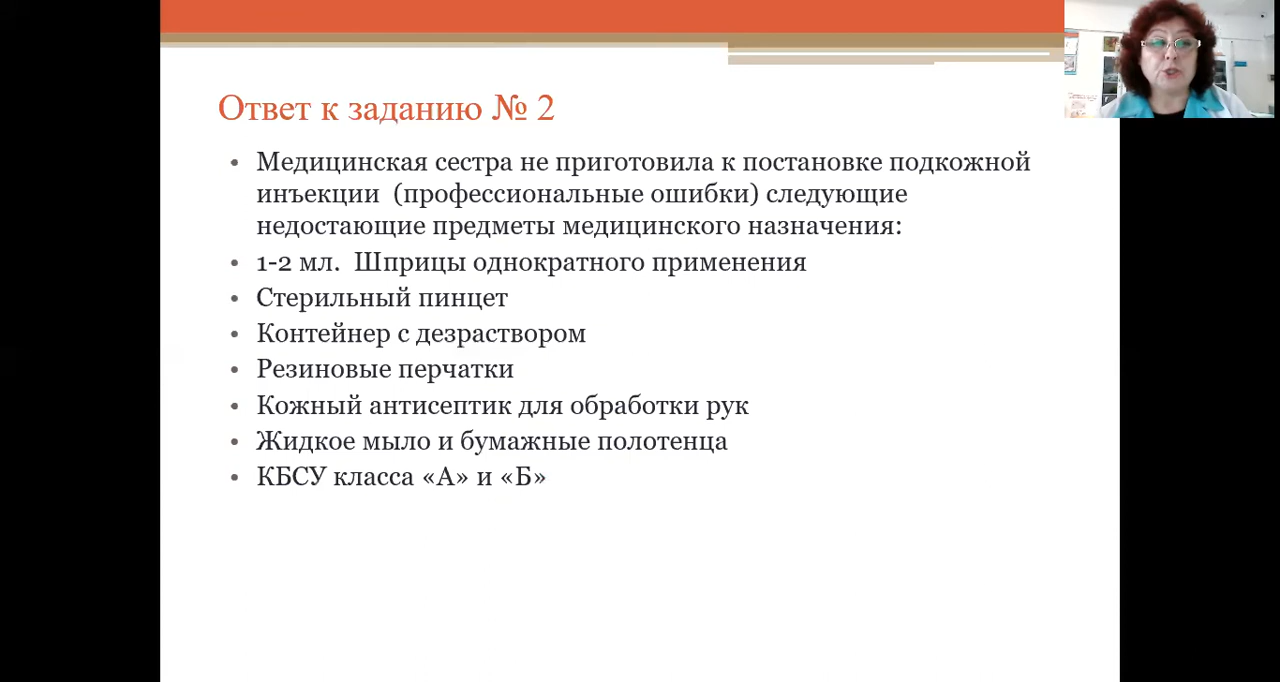 Ответ к заданию № 2
• Медицинская сестра не приготовила к постановке подкожной
инъекции (профессиональные ошибки) следующие
недостающие предметы медицинского назначения:
• 1-2 мл. Шприцы однократного применения
• Стерильный пинцет
• Контейнер с дезраствором
• Резиновые перчатки
• Кожный антисептик для обработки рук
• Жидкое мыло и бумажные полотенца
• КБСУ класса «А» и «Б»